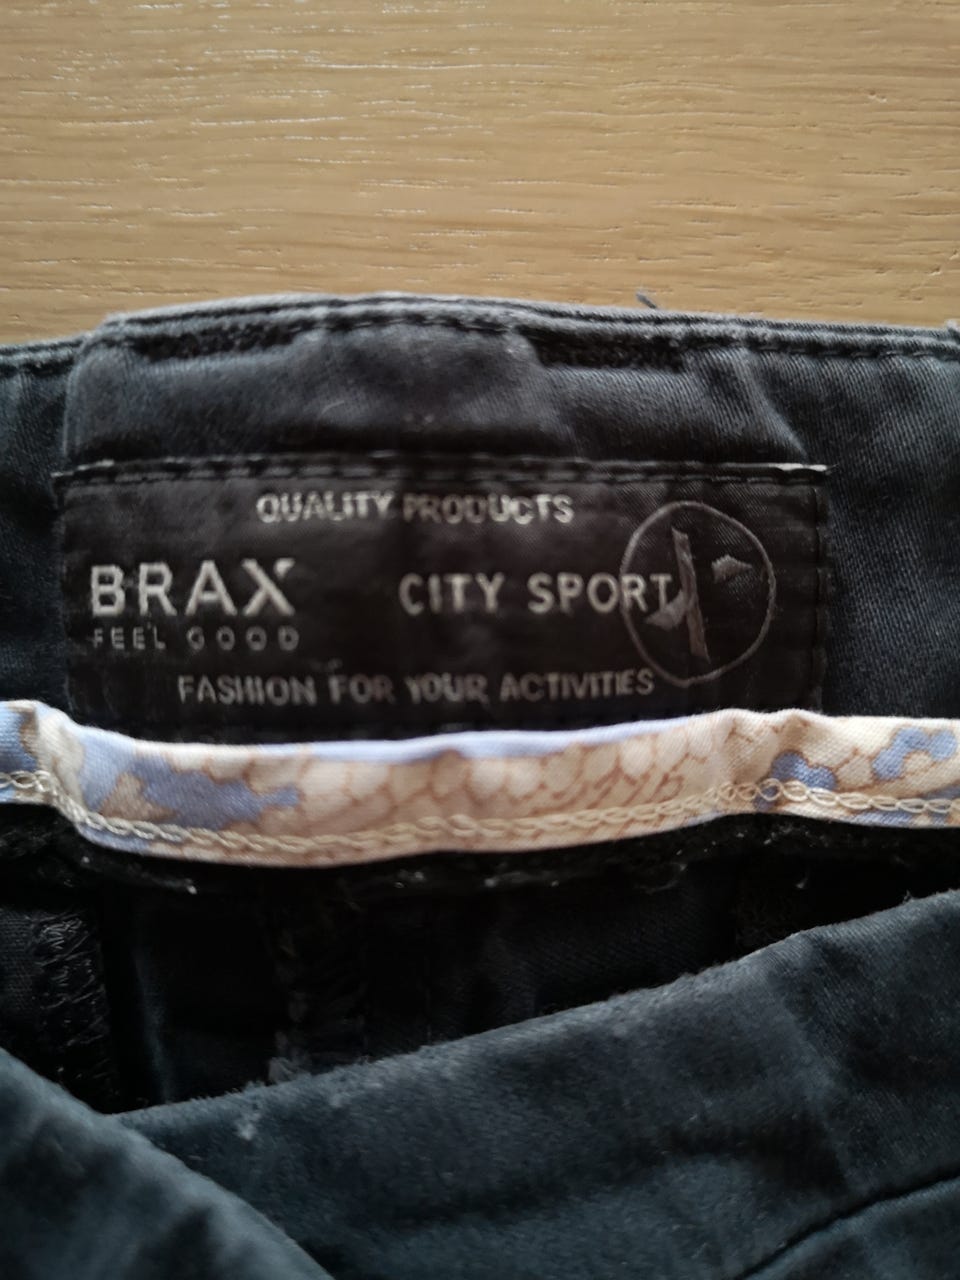 QUALITY PRODUCTS
BRAX
FEEL GOOD
CITY SPORT
FASHION FOR YOUR ACTIVITIES